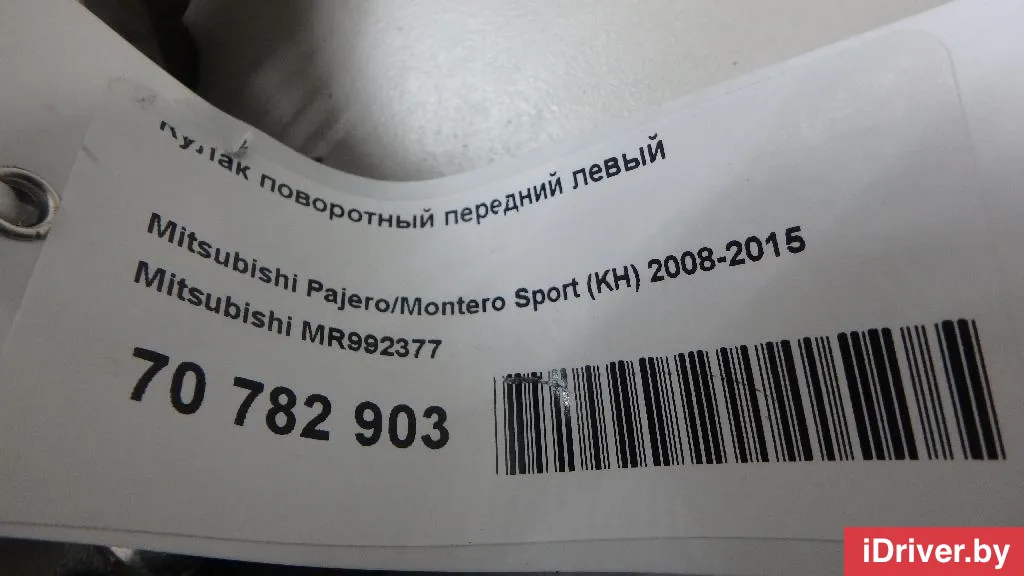 Кулак поворотный передний левый
Mitsubishi Pajero/Montero Sport (KH) 2008-2015
Mitsubishi MR992377
70 782 903
iDriver.by